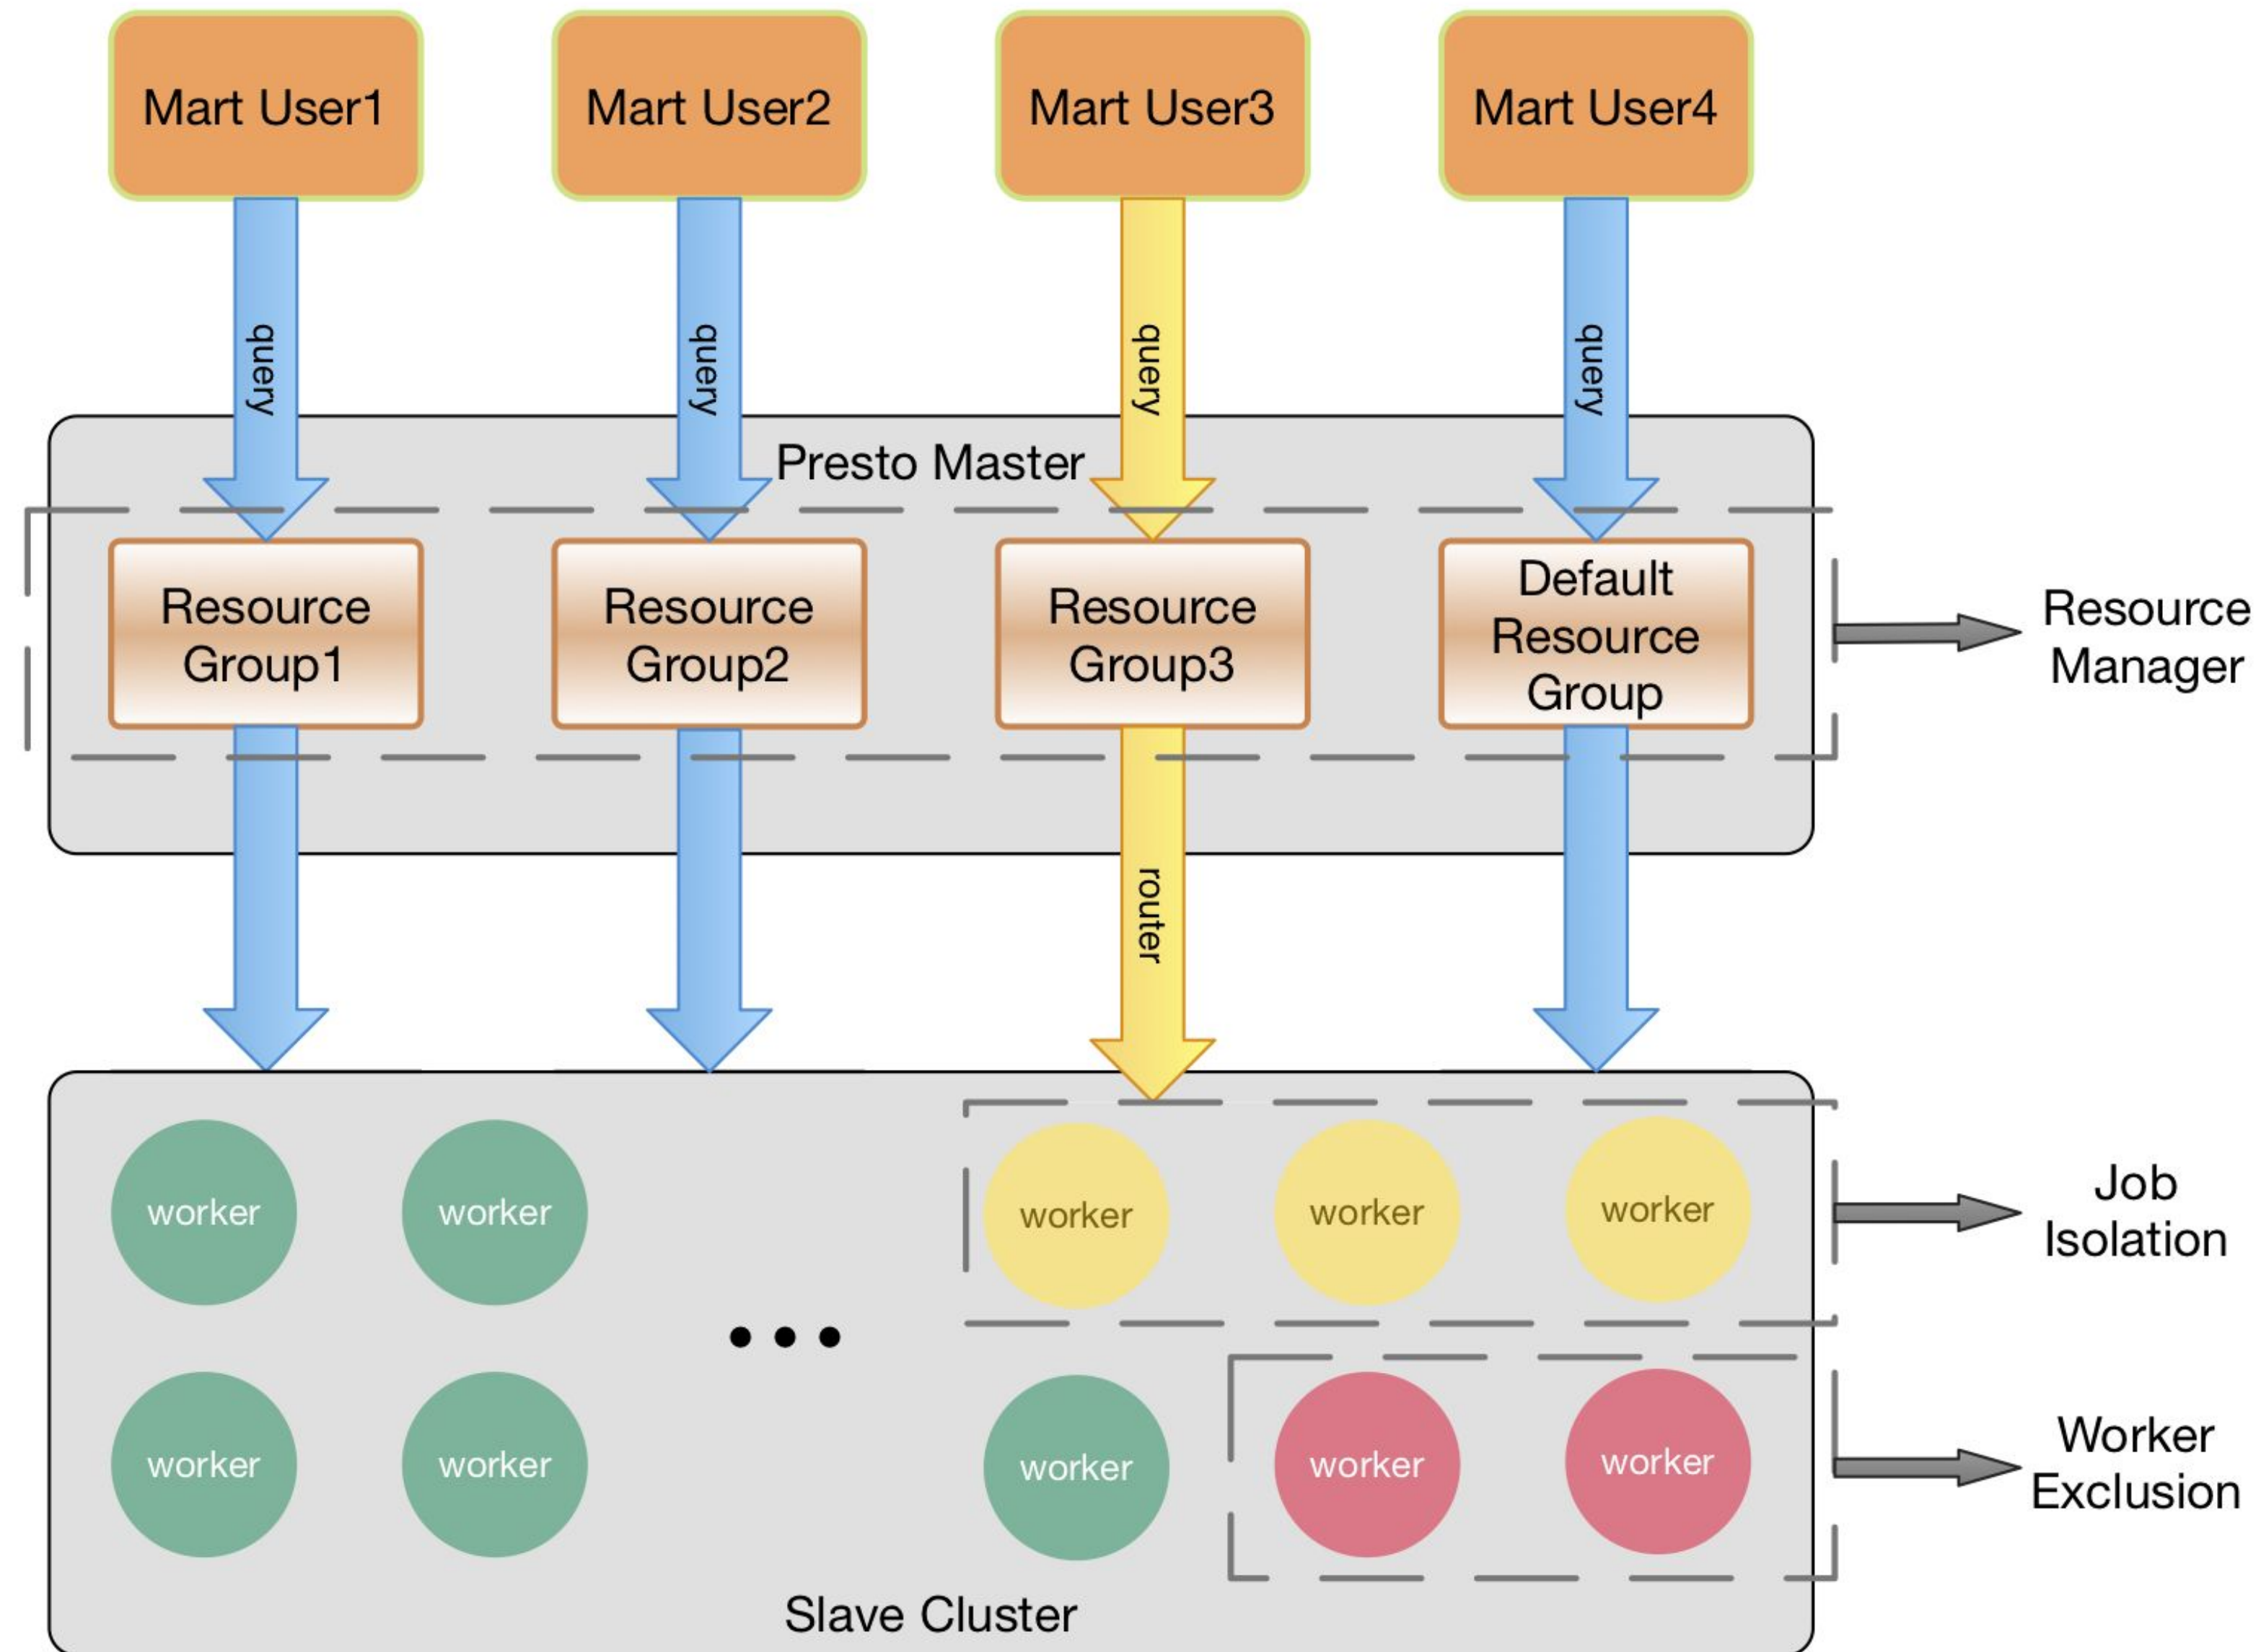 Mart User1
Mart User2
Mart User3
Mart User4
query
query
query
query
Presto Master
Resource
Group1
Resource
Group2
Resource
Group3
Default
Resource
Group
Resource
Manager
router
worker
worker
worker
worker
worker
Job
Isolation
worker
worker
worker
worker
worker
Worker
Exclusion
Slave Cluster